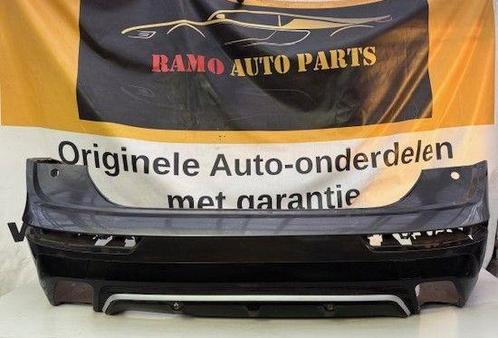 RAMO AUTO PARTS
Originele Auto-onderdelen
met garantie